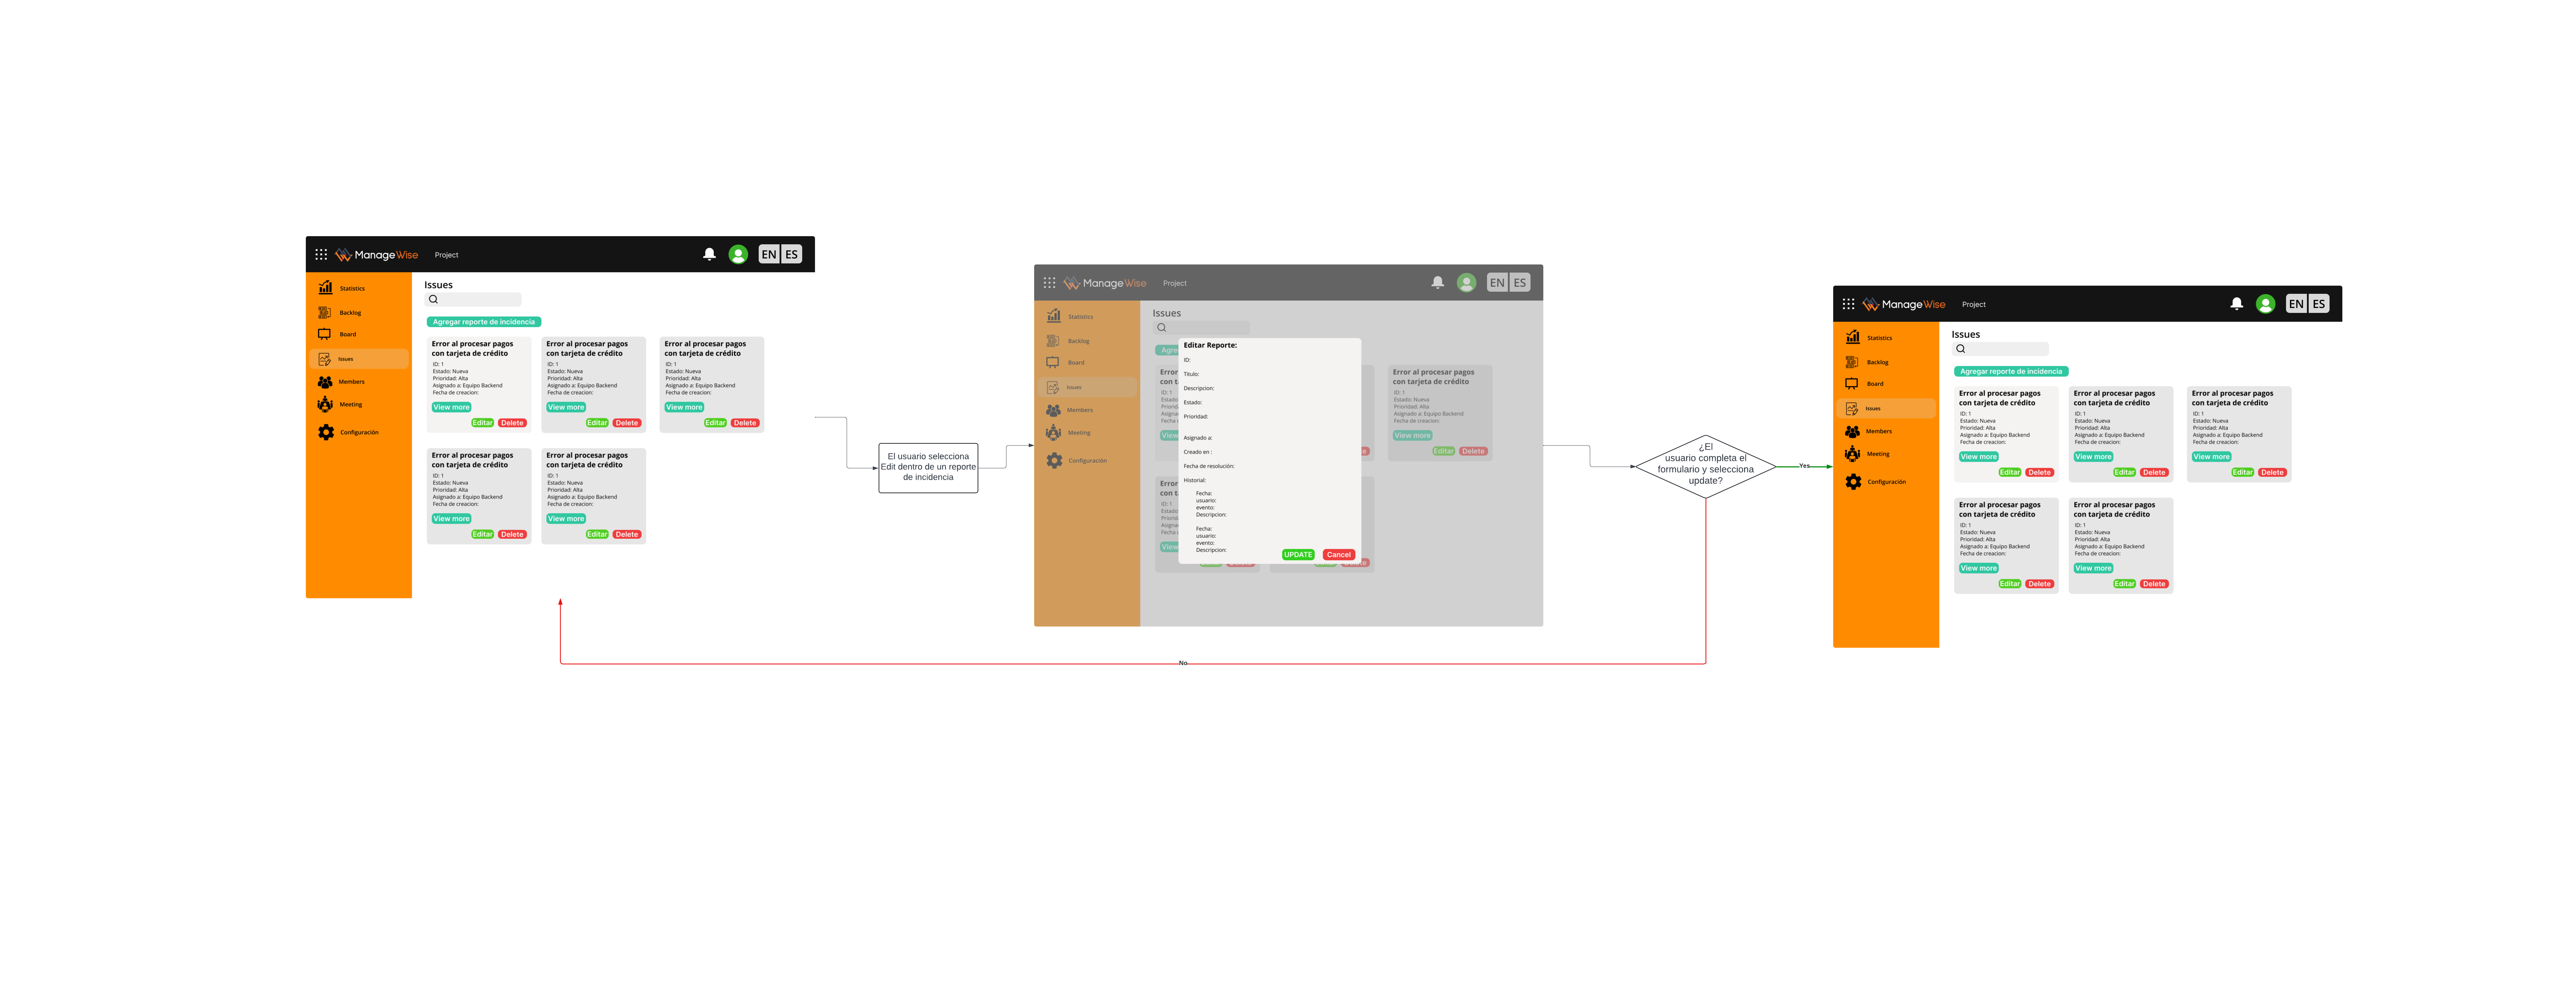 ManageWise
Project
EN ES
Statistics
Backlog
Board
Issues
Members
Meeting
Configuración
Issues
Agregar reporte de incidencia
Error al procesar pagos
con tarjeta de crédito
ID: 1
Estado: Nueva
Prioridad: Alta
Asignado a: Equipo Backend
Fecha de creacion:
View more
Editar Delete
Error al procesar pagos
con tarjeta de crédito
ID: 1
Estado: Nueva
Prioridad: Alta
Asignado a: Equipo Backend
Fecha de creacion:
View more
Editar Delete
Error al procesar pagos
con tarjeta de crédito
ID: 1
Estado: Nueva
Prioridad: Alta
Asignado a: Equipo Backend
Fecha de creacion:
View more
Editar Delete
Error al procesar pagos
con tarjeta de crédito
ID: 1
Estado: Nueva
Prioridad: Alta
Asignado a: Equipo Backend
Fecha de creacion:
View more
Editar Delete
Error al procesar pagos
con tarjeta de crédito
ID: 1
Estado: Nueva
Prioridad: Alta
Asignado a: Equipo Backend
Fecha de creacion:
View more
Editar Delete
El usuario selecciona
Edit dentro de un reporte
de incidencia
ManageWise
Project
EN ES
Statistics
Backlog
Board
Issues
Members
Meeting
Configuración
Issues
Editar Reporte:
ID:
Titulo:
Descripcion:
Estado:
Prioridad:
Asignado a:
Creado en :
Fecha de resolución:
Historial:
Fecha:
usuario:
evento:
Descripcion:
Fecha:
usuario:
evento:
Descripcion:
UPDATE Cancel
Error al procesar pagos
con tarjeta de crédito
ID: 1
Estado: Nueva
Prioridad: Alta
Asignado a: Equipo Backend
Fecha de creacion:
View more
Editar Delete
¿El
usuario completa el
formulario y selecciona
update?
Yes
No
ManageWise
Project
EN ES
Statistics
Backlog
Board
Issues
Members
Meeting
Configuración
Issues
Agregar reporte de incidencia
Error al procesar pagos
con tarjeta de crédito
ID: 1
Estado: Nueva
Prioridad: Alta
Asignado a: Equipo Backend
Fecha de creacion:
View more
Editar Delete
Error al procesar pagos
con tarjeta de crédito
ID: 1
Estado: Nueva
Prioridad: Alta
Asignado a: Equipo Backend
Fecha de creacion:
View more
Editar Delete
Error al procesar pagos
con tarjeta de crédito
ID: 1
Estado: Nueva
Prioridad: Alta
Asignado a: Equipo Backend
Fecha de creacion:
View more
Editar Delete
Error al procesar pagos
con tarjeta de crédito
ID: 1
Estado: Nueva
Prioridad: Alta
Asignado a: Equipo Backend
Fecha de creacion:
View more
Editar Delete
Error al procesar pagos
con tarjeta de crédito
ID: 1
Estado: Nueva
Prioridad: Alta
Asignado a: Equipo Backend
Fecha de creacion:
View more
Editar Delete